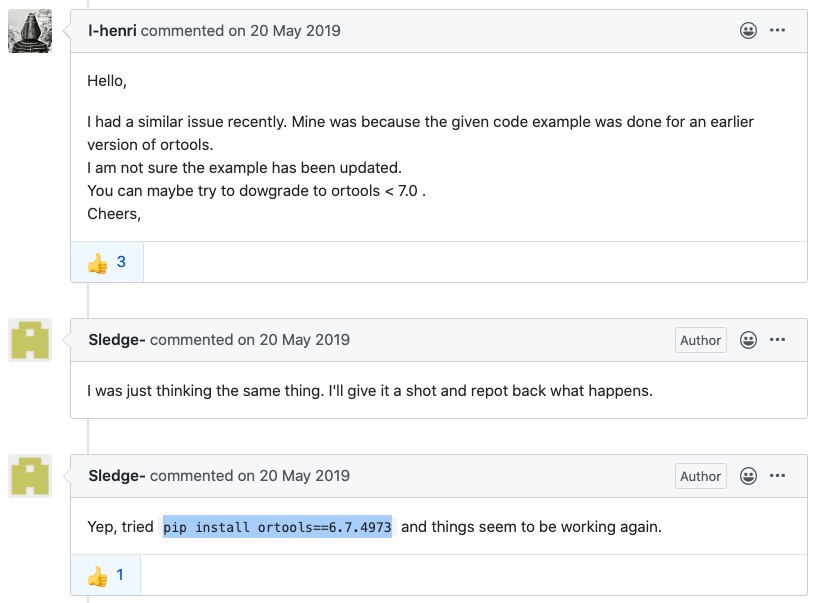 I-henri commented on 20 May 2019
Hello,
I had a similar issue recently. Mine was because the given code example was done for an earlier
version of ortools.
I am not sure the example has been updated.
You can maybe try to dowgrade to ortools < 7.0 .
Cheers,
👍 3
Sledge- commented on 20 May 2019 Author
I was just thinking the same thing. I'll give it a shot and repot back what happens.
Sledge- commented on 20 May 2019 Author
Yep, tried pip install ortools==6.7.4973 and things seem to be working again.
👍 1